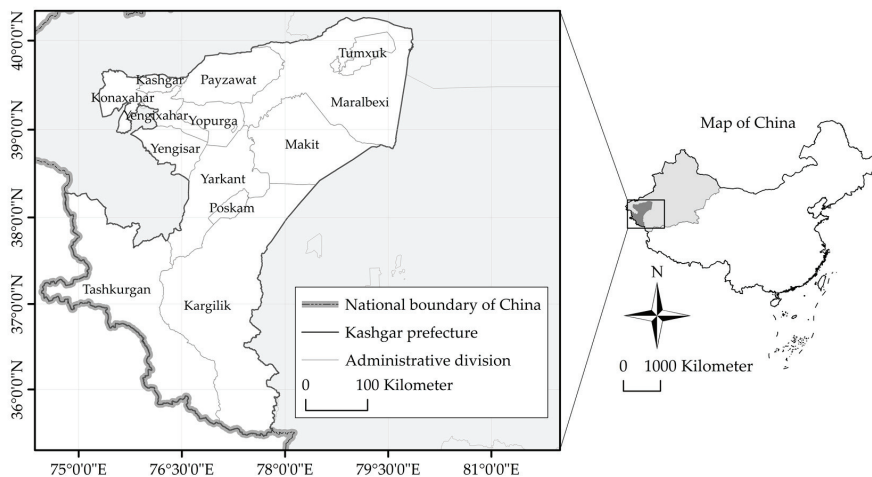 40°0'0"N
39°0'0"N
38°0'0"N
37°0'0"N
36°0'0"N
Tumxuk
Kashgar
Payzawat
Konaxahar
Maralbexi
Yengixahar
Yopurga
Yengisar
Makit
Yarkant
Poskam
Tashkurgan
Kargilik
National boundary of China
Kashgar prefecture
Administrative division
0 100 Kilometer
75°0'0"E
76°30'0"E
78°0'0"E
79°30'0"E
81°0'0"E
Map of China
N
0 1000 Kilometer